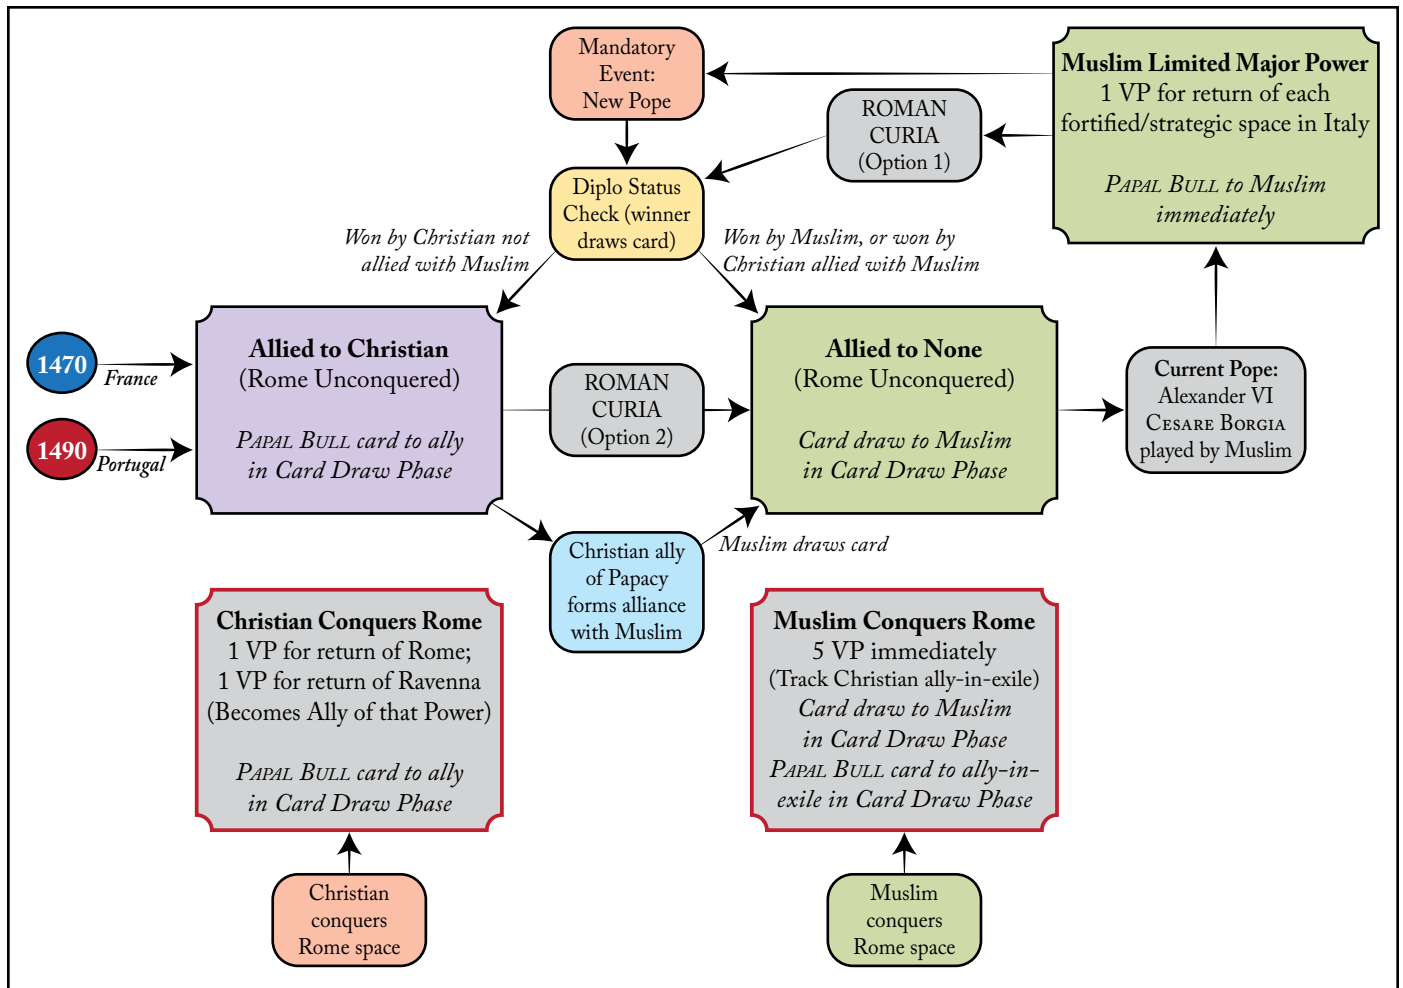 Mandatory
Event:
New Pope
Muslim Limited Major Power
1 VP for return of each
fortified/strategic space in Italy
PAPAL BULL to Muslim
immediately
ROMAN
CURIA
(Option 1)
Diplo Status
Check (winner
draws card)
Won by Christian not
allied with Muslim
Won by Muslim, or won by
Christian allied with Muslim
1470
France
1490
Portugal
Allied to Christian
(Rome Unconquered)
PAPAL BULL card to ally
in Card Draw Phase
ROMAN
CURIA
(Option 2)
Allied to None
(Rome Unconquered)
Card draw to Muslim
in Card Draw Phase
Current Pope:
Alexander VI
CESARE BORGIA
played by Muslim
Christian ally
of Papacy
forms alliance
with Muslim
Muslim draws card
Christian Conquers Rome
1 VP for return of Rome;
1 VP for return of Ravenna
(Becomes Ally of that Power)
PAPAL BULL card to ally
in Card Draw Phase
Muslim Conquers Rome
5 VP immediately
(Track Christian ally-in-exile)
Card draw to Muslim
in Card Draw Phase
PAPAL BULL card to ally-in-
exile in Card Draw Phase
Christian
conquers
Rome space
Muslim
conquers
Rome space